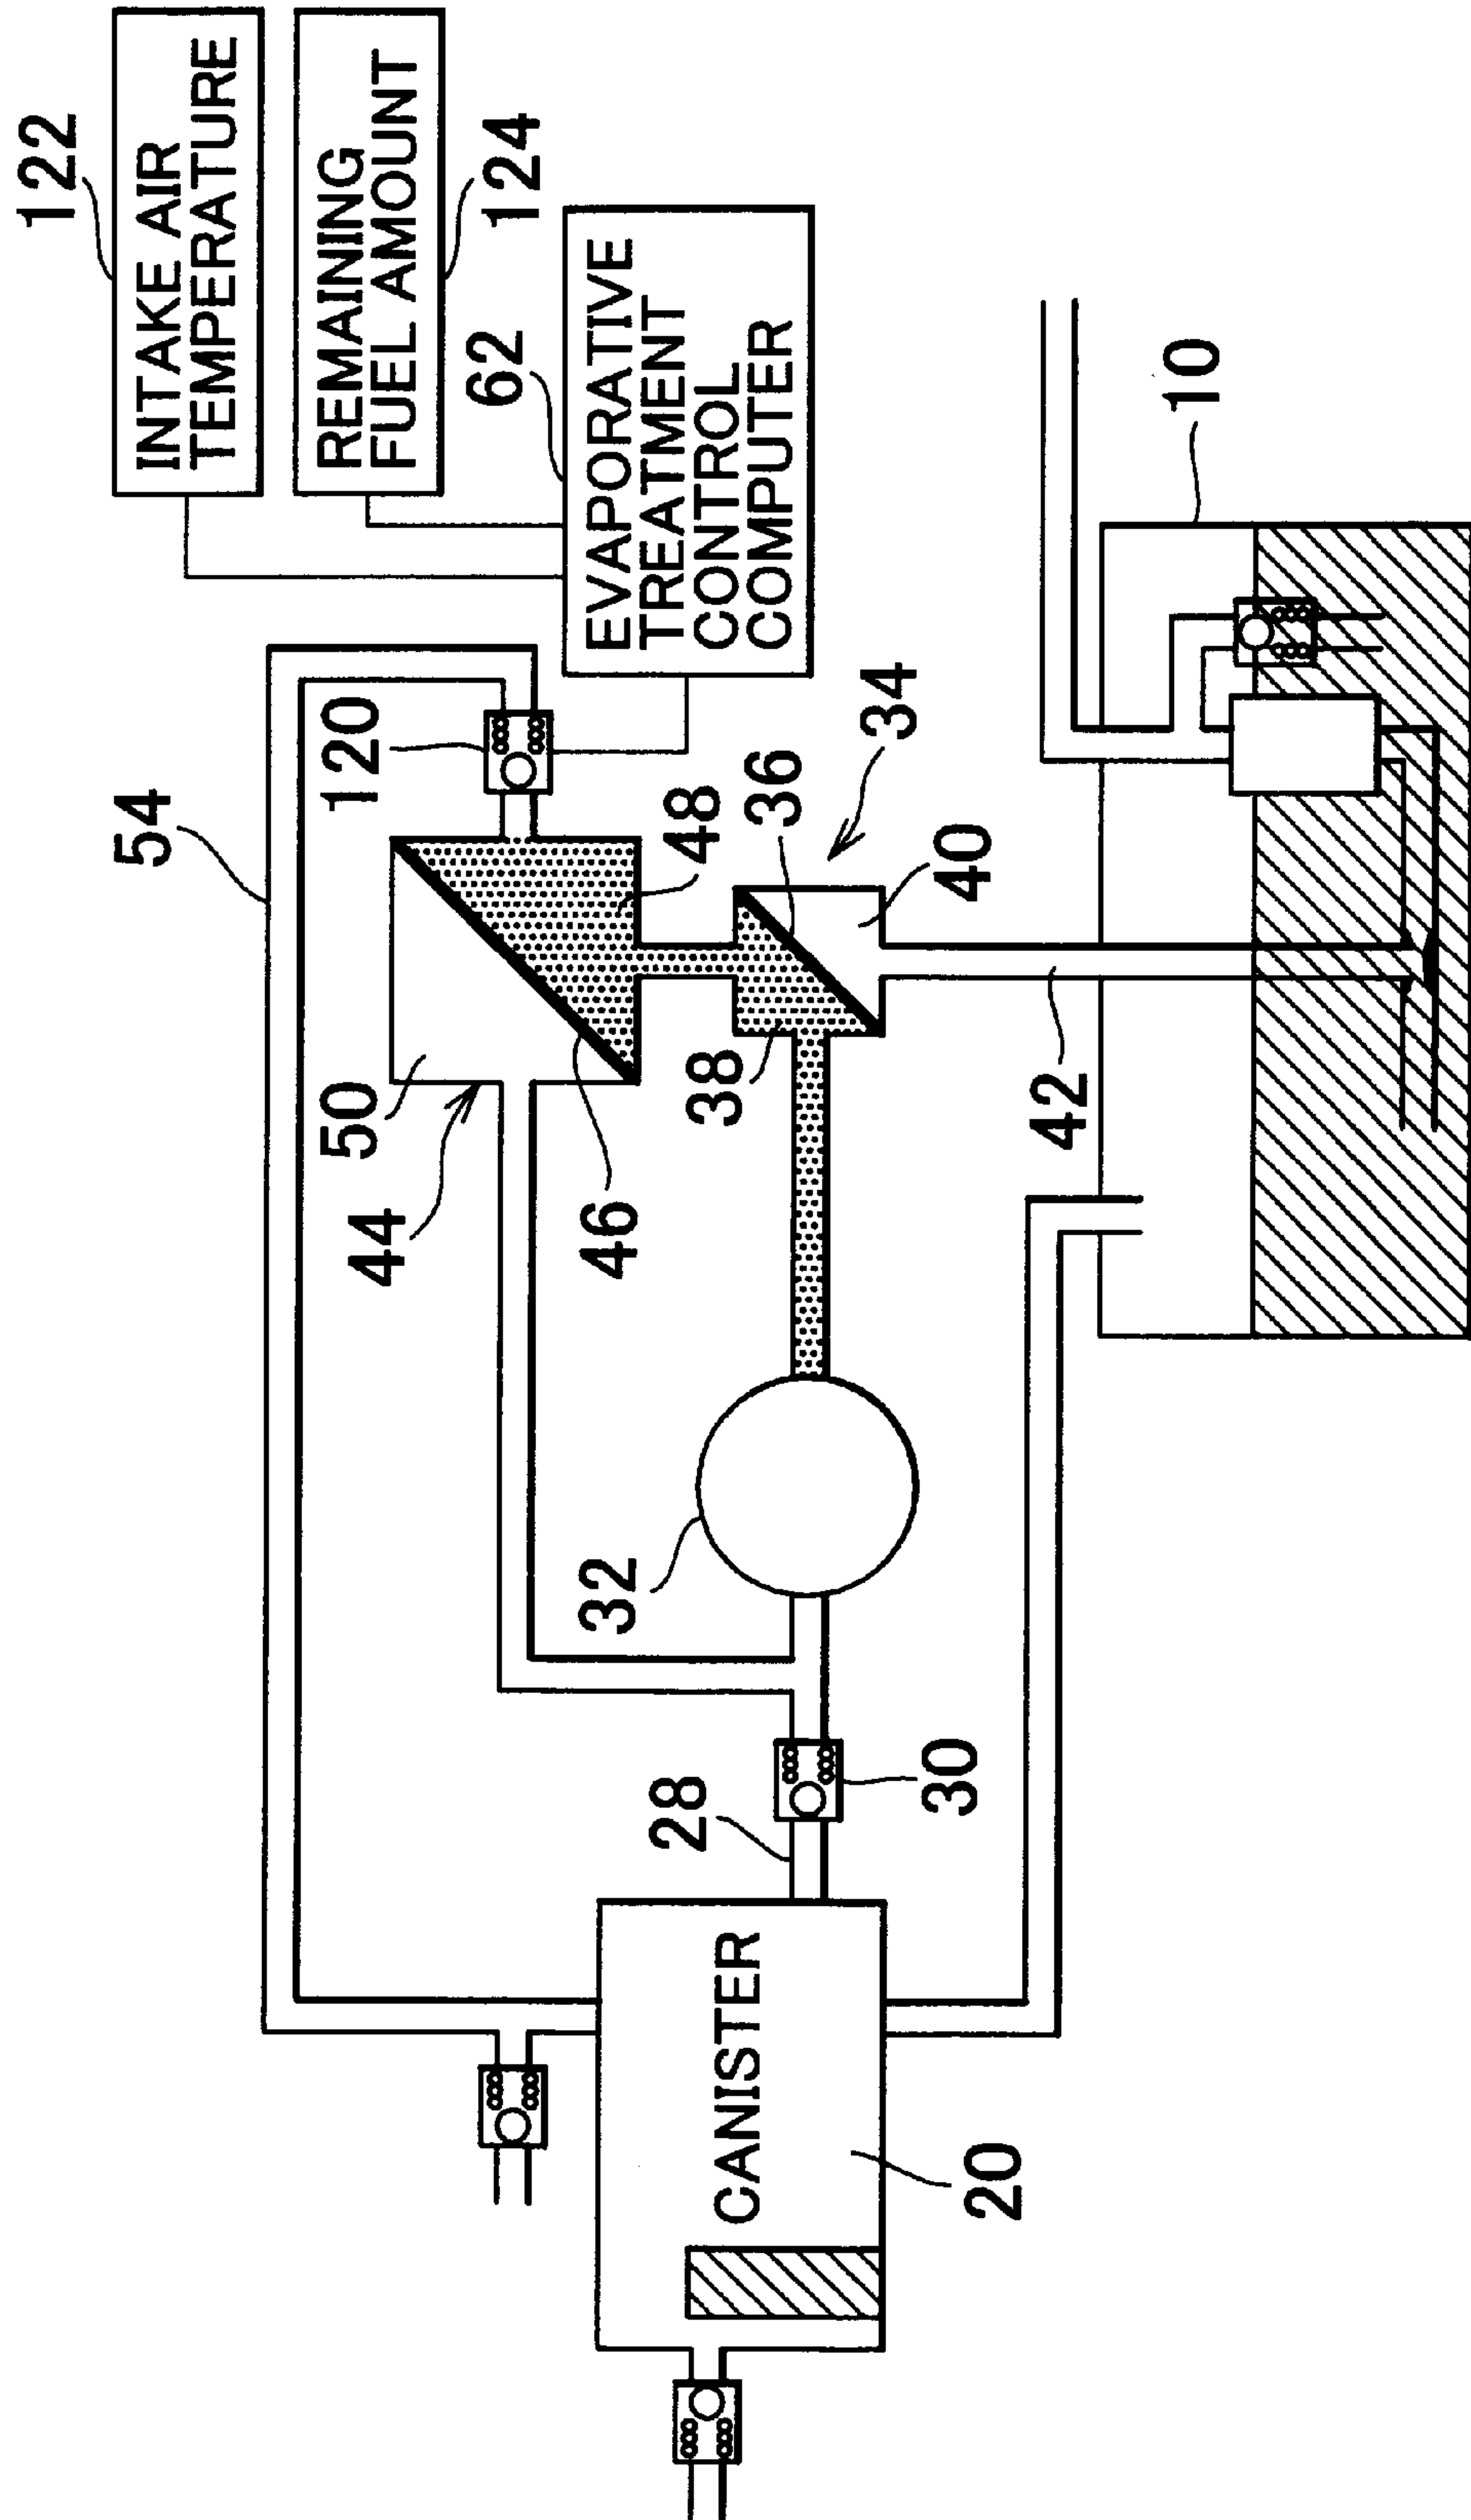 122
INTAKE AIR
TEMPERATURE
REMAINING
FUEL AMOUNT
124
62
EVAPORATIVE
TREATMENT
CONTROL
COMPUTER
54
120
44
50
46
48
38
36
34
40
42
10
32
28
30
CANISTER
20